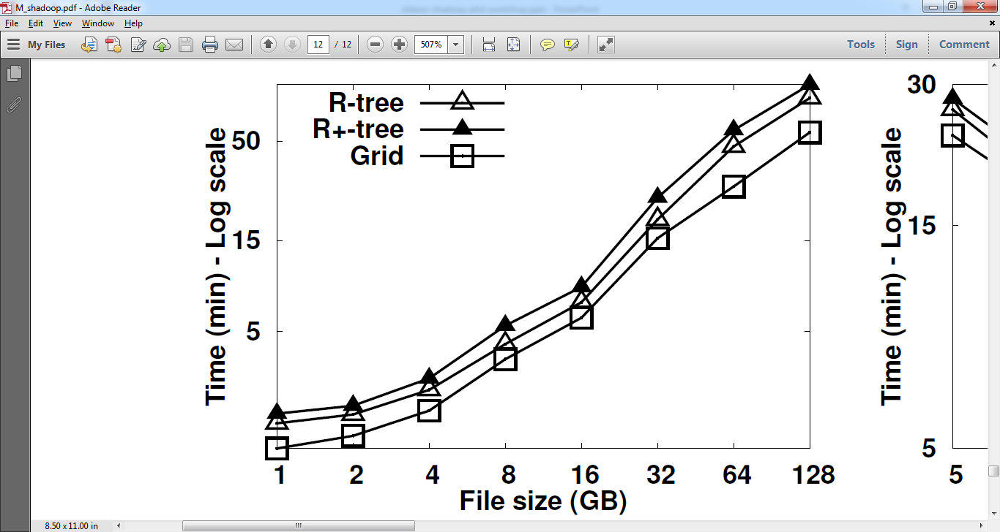 M_shadoop.pdf - Adobe Reader
File Edit View Window Help
My Files 12 / 12 507% Tools Sign Comment
R-tree
R+-tree
Grid
Time (min) - Log scale
50
15
5
1 2 4 8 16 32 64 128
File size (GB)
Time (min) - Log scale
30
15
5
5
8.50 x 11.00 in